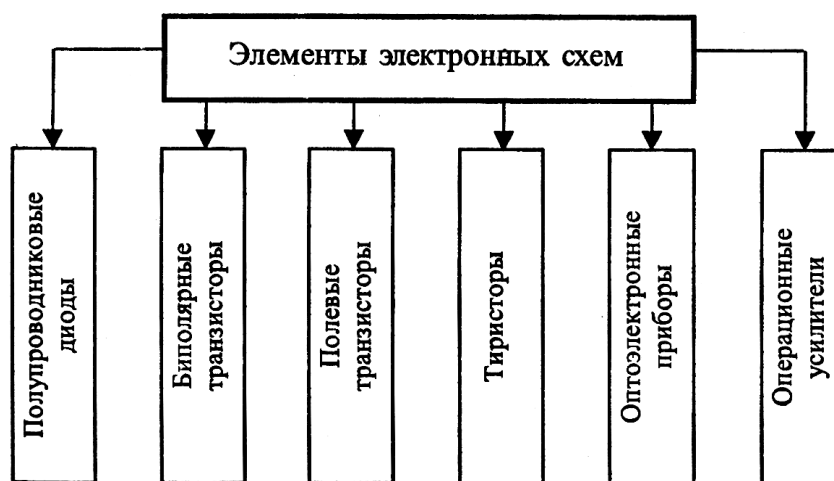 Элементы электронных схем
Полупроводниковые
диоды
Биполярные
транзисторы
Полевые
транзисторы
Тиристоры
Оптоэлектронные
приборы
Операционные
усилители